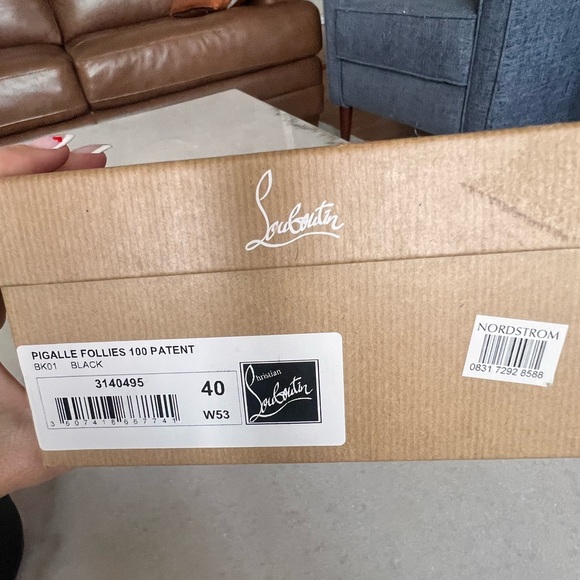 Louboutin
NORDSTROM
0831 7292 8588
PIGALLE FOLLIES 100 PATENT
BK01 BLACK
3140495
40
W53
Christian
Louboutin